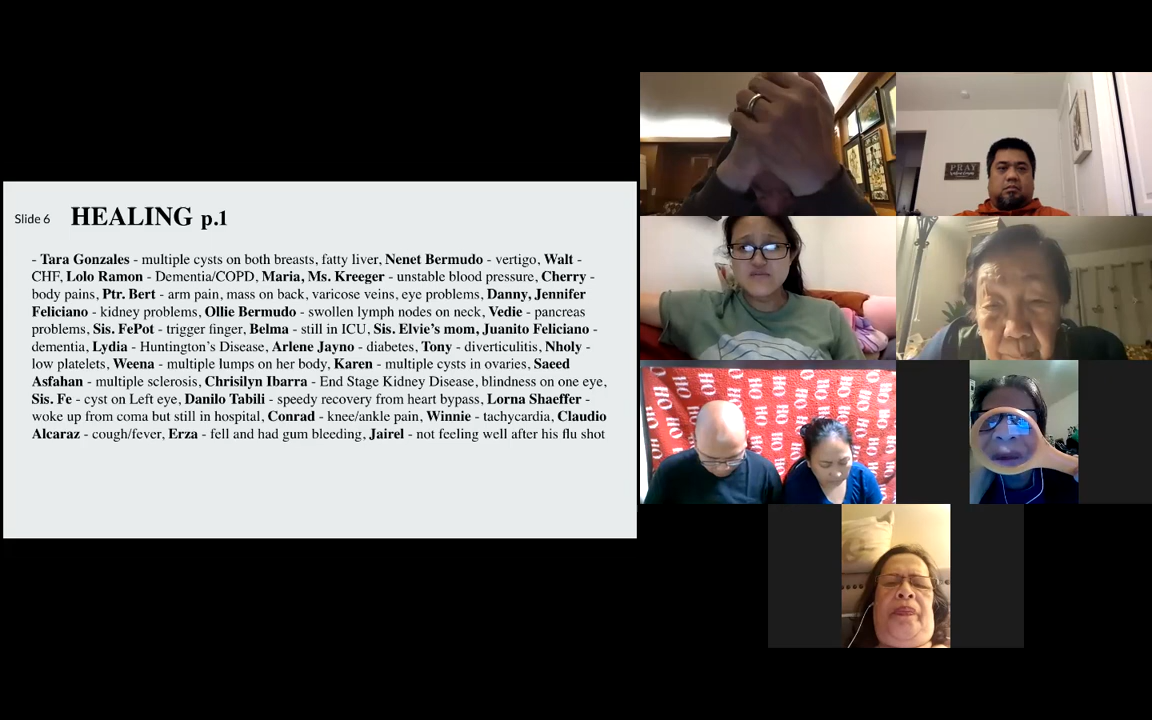 Slide 6 HEALING p.1
- Tara Gonzales - multiple cysts on both breasts, fatty liver, Nenet Bermudo - vertigo, Walt -
CHF, Lolo Ramon - Dementia/COPD, Maria, Ms. Kreeger - unstable blood pressure, Cherry -
body pains, Ptr. Bert - arm pain, mass on back, varicose veins, eye problems, Danny, Jennifer
Feliciano - kidney problems, Ollie Bermudo - swollen lymph nodes on neck, Vedie - pancreas
problems, Sis. FePot - trigger finger, Belma - still in ICU, Sis. Elvie's mom, Juanito Feliciano -
dementia, Lydia - Huntington's Disease, Arlene Jayno - diabetes, Tony - diverticulitis, Nholy -
low platelets, Weena - multiple lumps on her body, Karen - multiple cysts in ovaries, Saeed
Asfahan - multiple sclerosis, Chrisilyn Ibarra - End Stage Kidney Disease, blindness on one eye,
Sis. Fe - cyst on Left eye, Danilo Tabili - speedy recovery from heart bypass, Lorna Shaeffer -
woke up from coma but still in hospital, Conrad - knee/ankle pain, Winnie - tachycardia, Claudio
Alcaraz - cough/fever, Erza - fell and had gum bleeding, Jairel - not feeling well after his flu shot
PRAY
HO HO HO